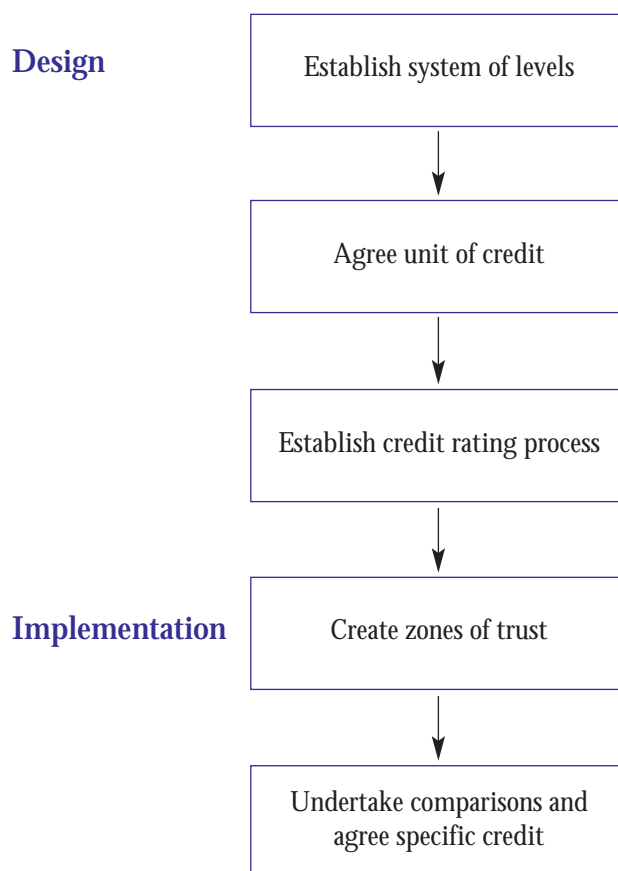 Design
Establish system of levels
Agree unit of credit
Establish credit rating process
Implementation
Create zones of trust
Undertake comparisons and
agree specific credit